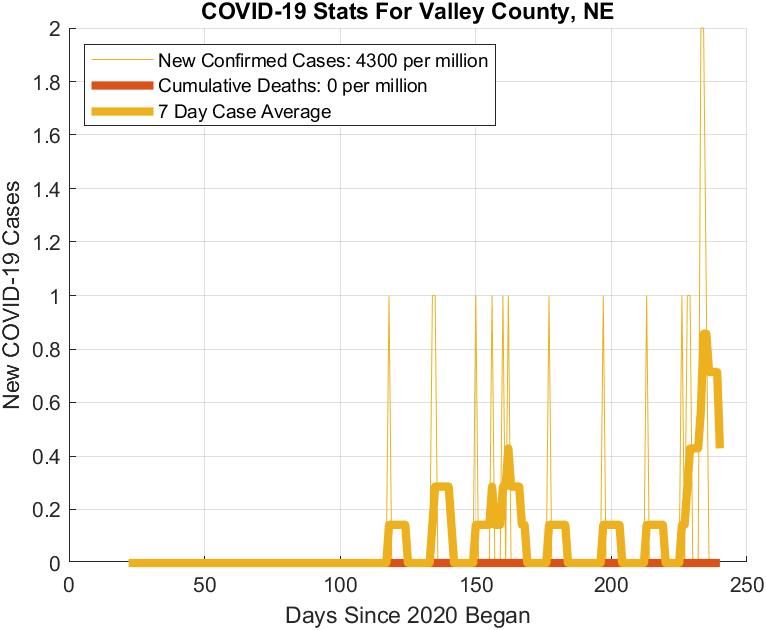 COVID-19 Stats For Valley County, NE
2
1.8
1.6
1.4
1.2
1
0.8
0.6
0.4
0.2
0
New COVID-19 Cases
New Confirmed Cases: 4300 per million
Cumulative Deaths: 0 per million
7 Day Case Average
0 50 100 150 200 250
Days Since 2020 Began